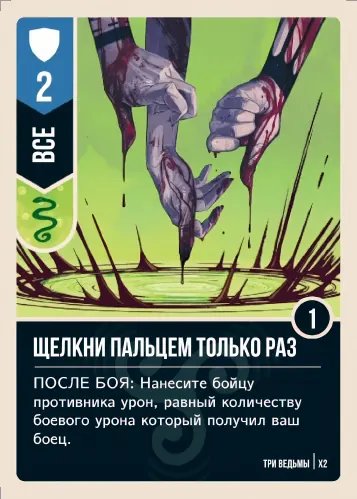 2
ВСЕ
1
ЩЕЛКНИ ПАЛЬЦЕМ ТОЛЬКО РАЗ
ПОСЛЕ БОЯ: Нанесите бойцу
противника урон, равный количеству
боевого урона который получил ваш
боец.
ТРИ ВЕДЬМЫ | X2